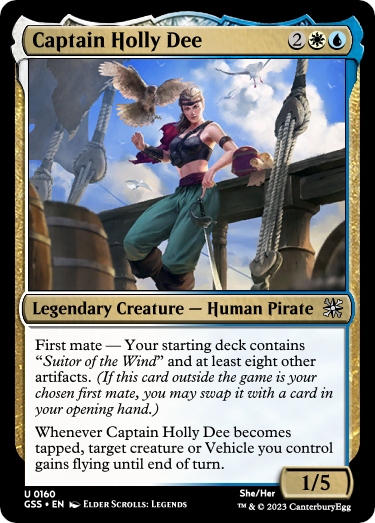 Captain Holly Dee 2
Legendary Creature — Human Pirate
First mate — Your starting deck contains
“Suitor of the Wind” and at least eight other
artifacts. (If this card outside the game is your
chosen first mate, you may swap it with a card in
your opening hand.)
Whenever Captain Holly Dee becomes
tapped, target creature or Vehicle you control
gains flying until end of turn.
1/5
U 0160
GSS • EN Elder Scrolls: Legends
She/Her
™ & © 2023 CanterburyEgg